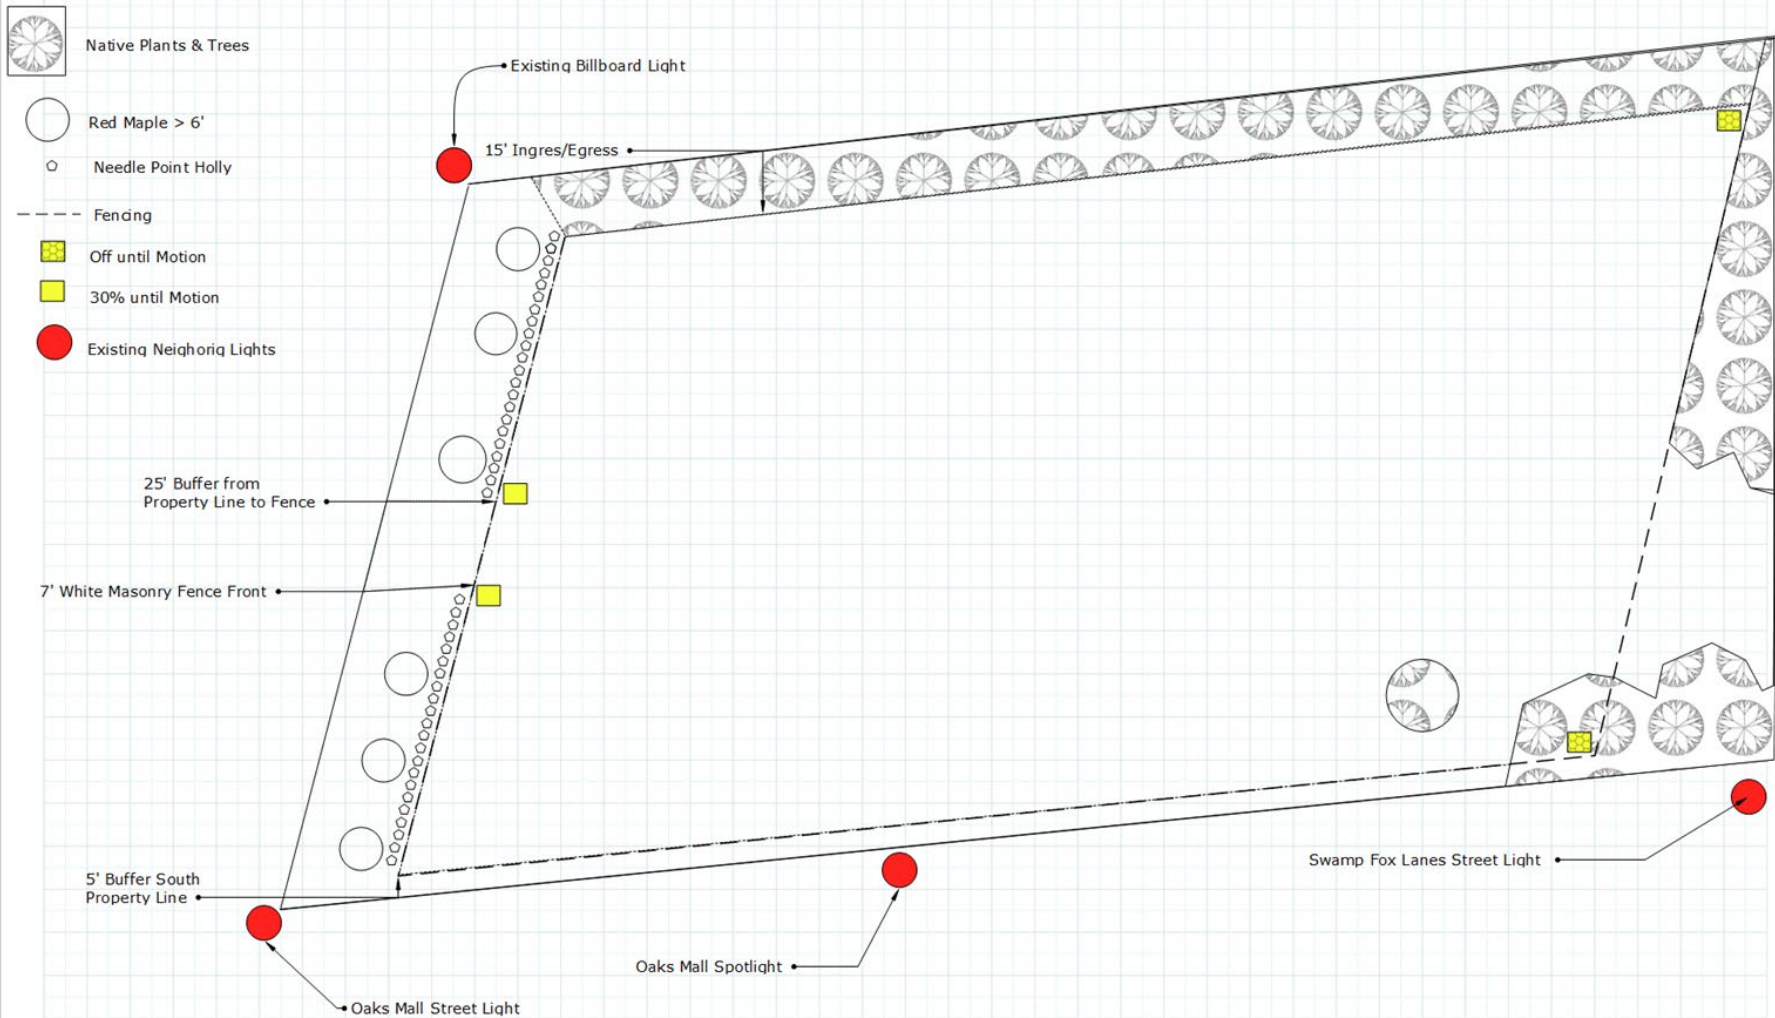 Native Plants & Trees
Red Maple > 6'
Needle Point Holly
Fencing
Off until Motion
30% until Motion
Existing Neighorig Lights
Existing Billboard Light
15' Ingres/Egress
25' Buffer from
Property Line to Fence
7' White Masonry Fence Front
5' Buffer South
Property Line
Oaks Mall Street Light
Oaks Mall Spotlight
Swamp Fox Lanes Street Light